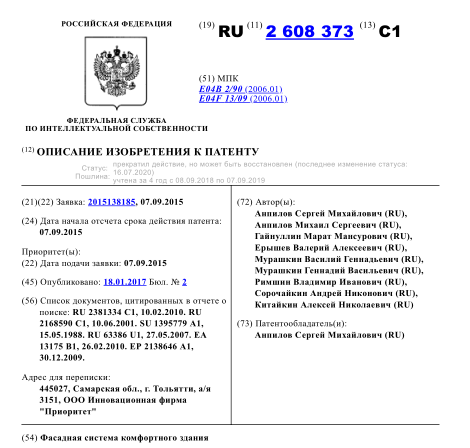 РОССИЙСКАЯ ФЕДЕРАЦИЯ
(19) RU (11) 2 608 373 (13) C1
(51) МПК
E04B 2/90 (2006.01)
E04F 13/09 (2006.01)
ФЕДЕРАЛЬНАЯ СЛУЖБА
ПО ИНТЕЛЛЕКТУАЛЬНОЙ СОБСТВЕННОСТИ
(12) ОПИСАНИЕ ИЗОБРЕТЕНИЯ К ПАТЕНТУ
Статус: прекратил действие, но может быть восстановлен (последнее изменение статуса:
16.07.2020)
Пошлина: учтена за 4 год с 08.09.2018 по 07.09.2019
(21)(22) Заявка: 2015138185, 07.09.2015
(24) Дата начала отсчета срока действия патента:
07.09.2015
Приоритет(ы):
(22) Дата подачи заявки: 07.09.2015
(45) Опубликовано: 18.01.2017 Бюл. № 2
(56) Список документов, цитированных в отчете о
поиске: RU 2381334 C1, 10.02.2010. RU
2168590 C1, 10.06.2001. SU 1395779 A1,
15.05.1988. RU 63386 U1, 27.05.2007. EA
13175 B1, 26.02.2010. EP 2138646 A1,
30.12.2009.
Адрес для переписки:
445027, Самарская обл., г. Тольятти, а/я
3151, ООО Инновационная фирма
"Приоритет"
(72) Автор(ы):
Анпилов Сергей Михайлович (RU),
Анпилов Михаил Сергеевич (RU),
Гайнуллин Марат Мансурович (RU),
Ерышев Валерий Алексеевич (RU),
Мурашкин Василий Геннадьевич (RU),
Мурашкин Геннадий Васильевич (RU),
Римшин Владимир Иванович (RU),
Сорочайкин Андрей Никонович (RU),
Китайкин Алексей Николаевич (RU)
(73) Патентообладатель(и):
Анпилов Сергей Михайлович (RU)
(54) Фасадная система комфортного здания